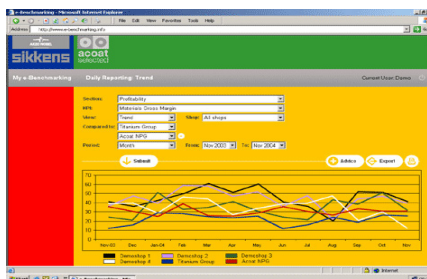 e-Benchmarking - Microsoft Internet Explorer
File Edit View Favorites Tools Help
Address http://www.e-benchmarking.info
sikkens
acoat
selected
My e-Benchmarking Daily Reporting: Trend Current User: Demo
Section: Profitability
KPI: Materials Gross Margin
View: Trend Shop: All shops
Compared to: Titanium Group
Acoat NPG
Period: Month From: Nov 2003 To: Nov 2004
Submit Advice Export
70
60
50
40
30
20
10
0
Nov-03 Dec Jan-04 Feb Mar Apr May Jun Jul Aug Sep Oct Nov
Demoshop 1 Demoshop 2 Demoshop 3
Demoshop 4 Titanium Group Acoat NPG
Internet